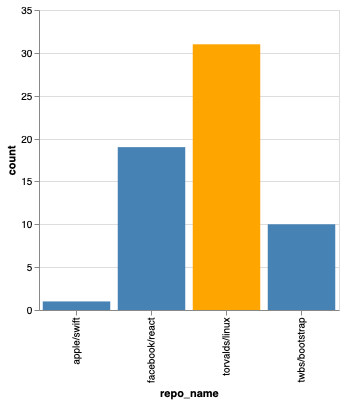 35
30
25
20
15
10
5
0
count
apple/swift
facebook/react
torvalds/linux
twbs/bootstrap
repo_name